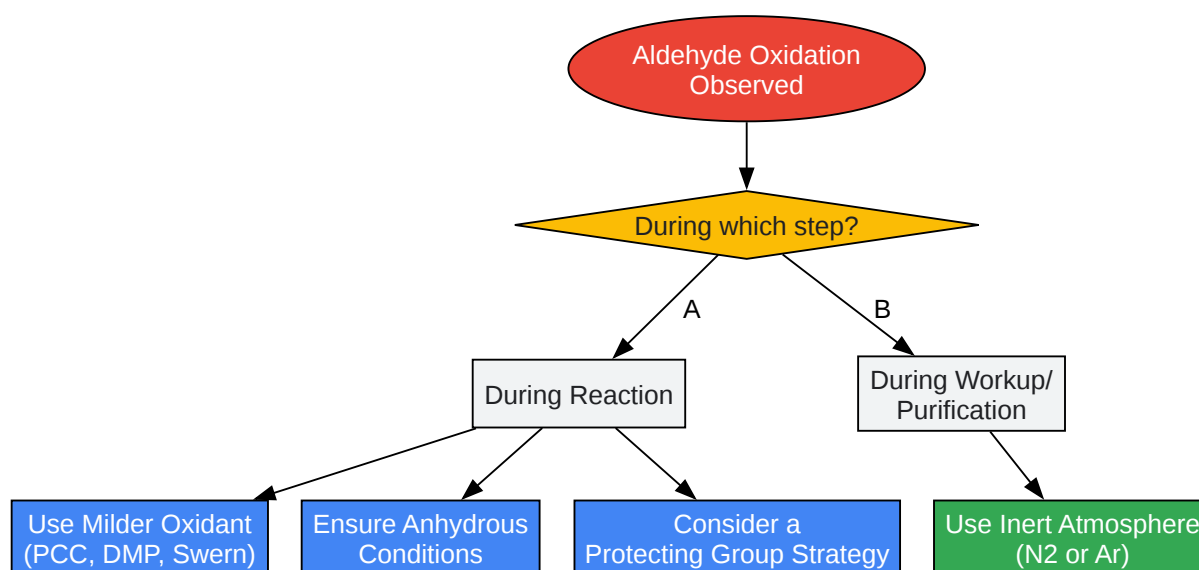 Aldehyde Oxidation
Observed
During which step?
A
B
During Reaction
During Workup/
Purification
Use Milder Oxidant
(PCC, DMP, Swern)
Ensure Anhydrous
Conditions
Consider a
Protecting Group Strategy
Use Inert Atmosphere
(N2 or Ar)